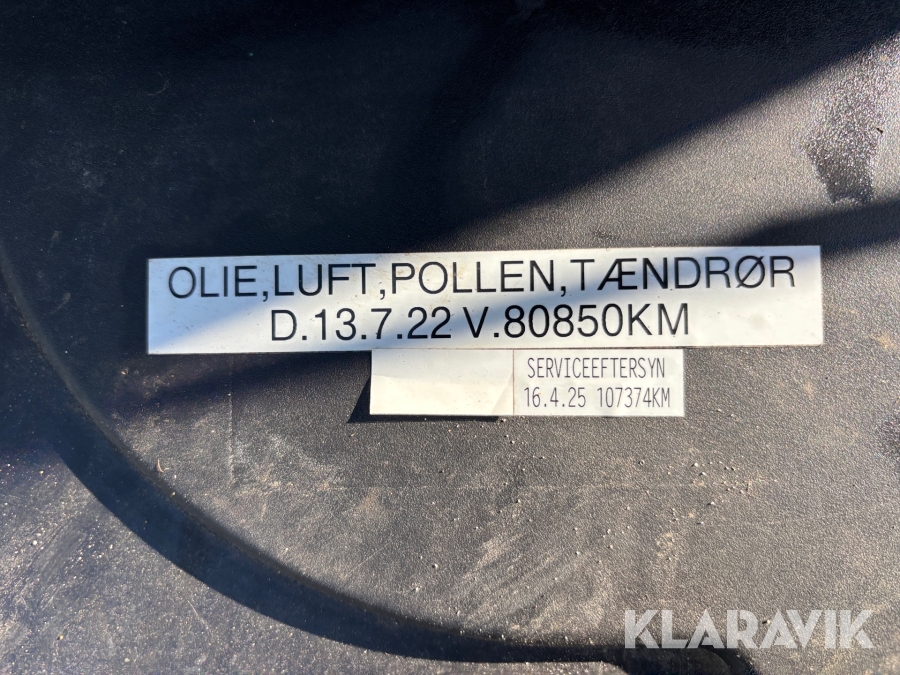 OLIE,LUFT,POLLEN,TÆNDRØR
D.13.7.22 V.80850KM
SERVICEEFTERSYN
16.4.25 107374KM
KLARAVIK